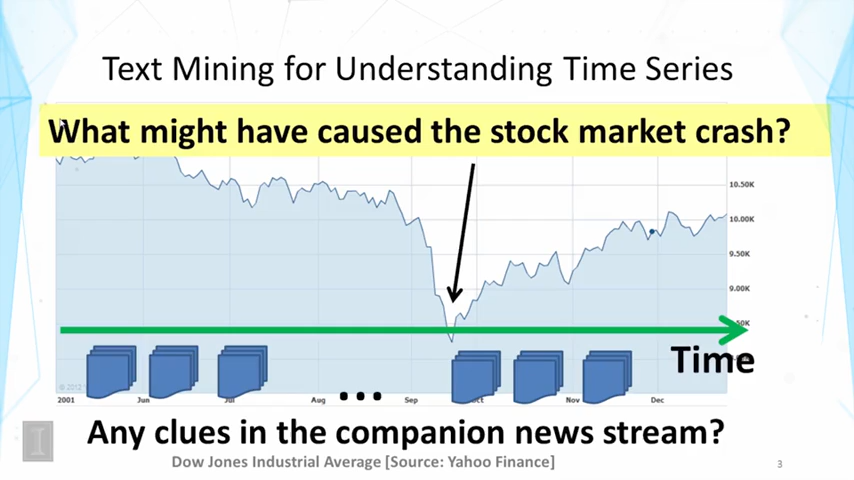 Text Mining for Understanding Time Series
What might have caused the stock market crash?
10.50K
10.00K
9.50K
9.00K
Time
© 2012
2001 Jun Jul Aug ... Sep Oct Nov Dec
Any clues in the companion news stream?
Dow Jones Industrial Average [Source: Yahoo Finance]
3